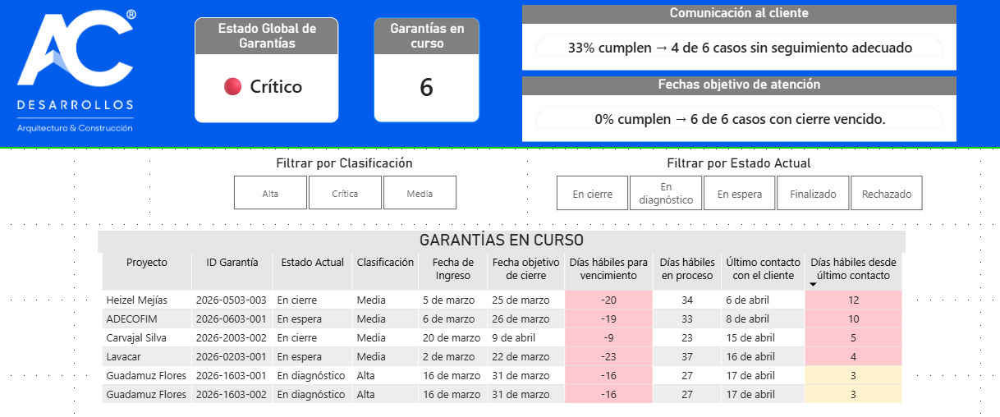 AC®
DESARROLLOS
Arquitectura & Construcción
Estado Global de
Garantías
Crítico
Garantías en
curso
6
Comunicación al cliente
33% cumplen → 4 de 6 casos sin seguimiento adecuado
Fechas objetivo de atención
0% cumplen → 6 de 6 casos con cierre vencido.
Filtrar por Clasificación
Alta Crítica Media
Filtrar por Estado Actual
En cierre En diagnóstico En espera Finalizado Rechazado
GARANTÍAS EN CURSO
Proyecto ID Garantía Estado Actual Clasificación Fecha de Ingreso Fecha objetivo de cierre Días hábiles para vencimiento Días hábiles en proceso Último contacto con el cliente Días hábiles desde último contacto
Heizel Mejías 2026-0503-003 En cierre Media 5 de marzo 25 de marzo -20 34 6 de abril 12
ADECOFIM 2026-0603-001 En espera Media 6 de marzo 26 de marzo -19 33 8 de abril 10
Carvajal Silva 2026-2003-002 En cierre Media 20 de marzo 9 de abril -9 23 15 de abril 5
Lavacar 2026-0203-001 En espera Media 2 de marzo 22 de marzo -23 37 16 de abril 4
Guadamuz Flores 2026-1603-001 En diagnóstico Alta 16 de marzo 31 de marzo -16 27 17 de abril 3
Guadamuz Flores 2026-1603-002 En diagnóstico Alta 16 de marzo 31 de marzo -16 27 17 de abril 3